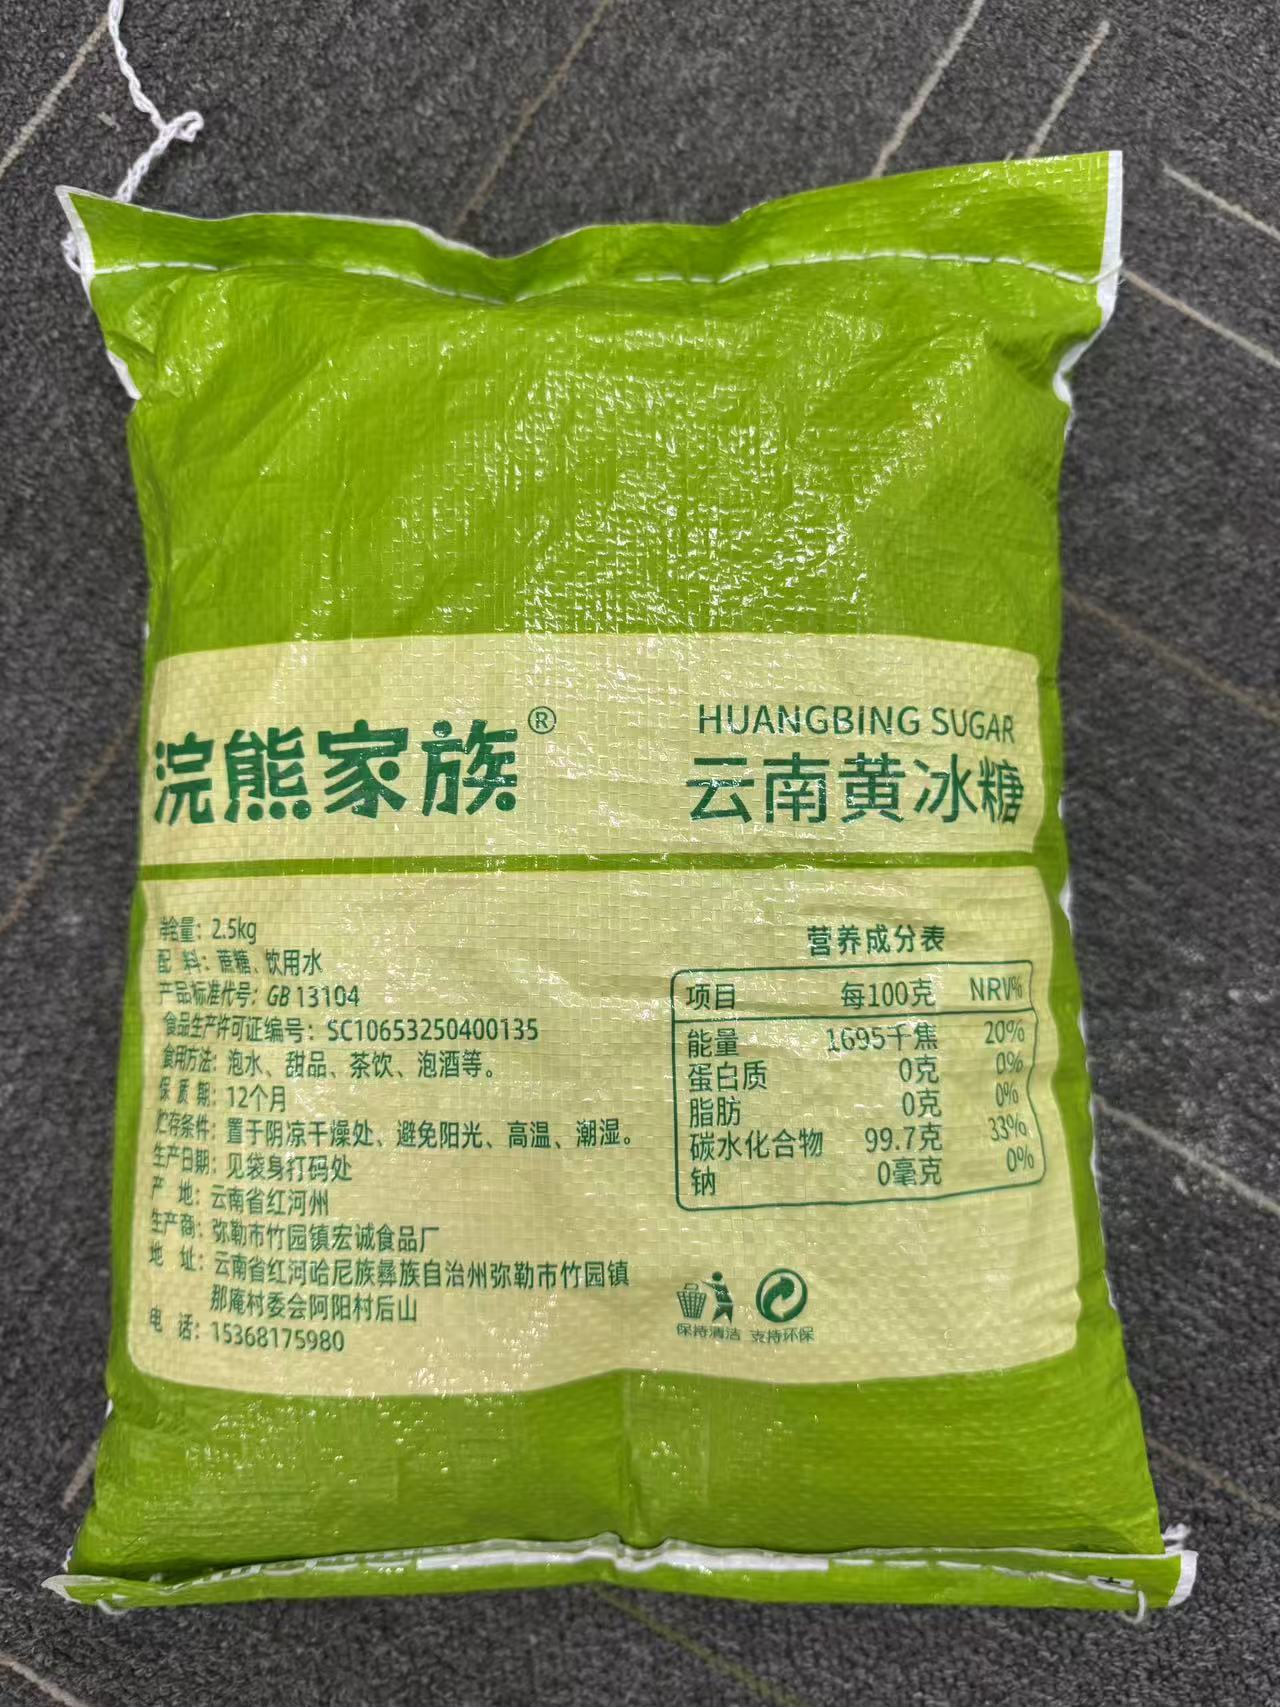 浣熊家族®
HUANGBING SUGAR
云南黄冰糖
净含量：2.5kg
配 料：蔗糖、饮用水
产品标准代号：GB 13104
食品生产许可证编号：SC10653250400135
食用方法：泡水、甜品、茶饮、泡酒等。
保 质 期：12个月
贮存条件：置于阴凉干燥处、避免阳光、高温、潮湿。
生产日期：见袋身打码处
产 地：云南省红河州
生产商：弥勒市竹园镇宏诚食品厂
地 址：云南省红河哈尼族彝族自治州弥勒市竹园镇
那庵村委会阿阳村后山
电 话：15368175980
营养成分表
项目 每100克 NRV%
能量 1695千焦 20%
蛋白质 0克 0%
脂肪 0克 0%
碳水化合物 99.7克 33%
钠 0毫克 0%
保持清洁 支持环保